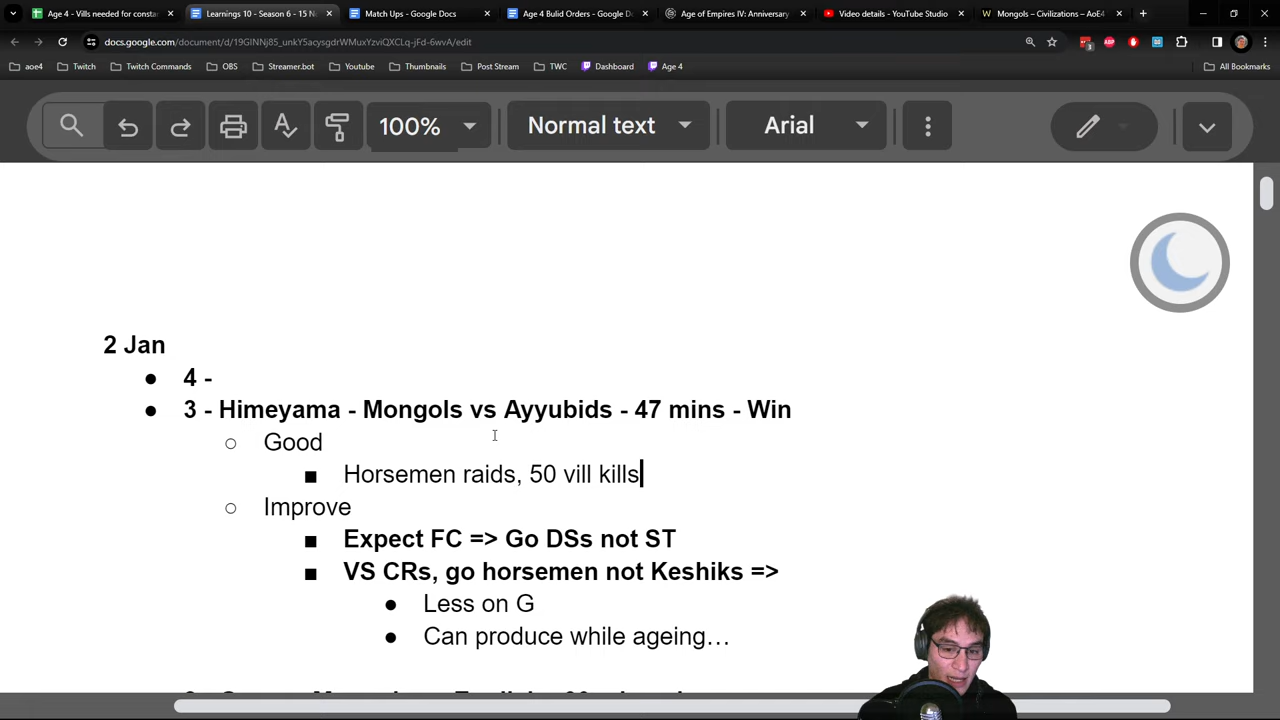 Age 4 - Vills needed for constar
Learnings 10 - Season 6 - 15 N
Match Ups - Google Docs
Age 4 Bulid Orders - Google D
Age of Empires IV: Anniversary
Video details - YouTube Studio
Mongols – Civilizations – AoE4
docs.google.com/document/d/19GINNj85_unkY5acysgdrWMuxYzviQXCLq-jFd-6wvA/edit
aoe4 Twitch Twitch Commands OBS Streamer.bot Youtube Thumbnails Post Stream TWC Dashboard Age 4 All Bookmarks
100% Normal text Arial
2 Jan
● 4 -
● 3 - Himeyama - Mongols vs Ayyubids - 47 mins - Win
○ Good
■ Horsemen raids, 50 vill kills
○ Improve
■ Expect FC => Go DSs not ST
■ VS CRs, go horsemen not Keshiks =>
● Less on G
● Can produce while ageing…